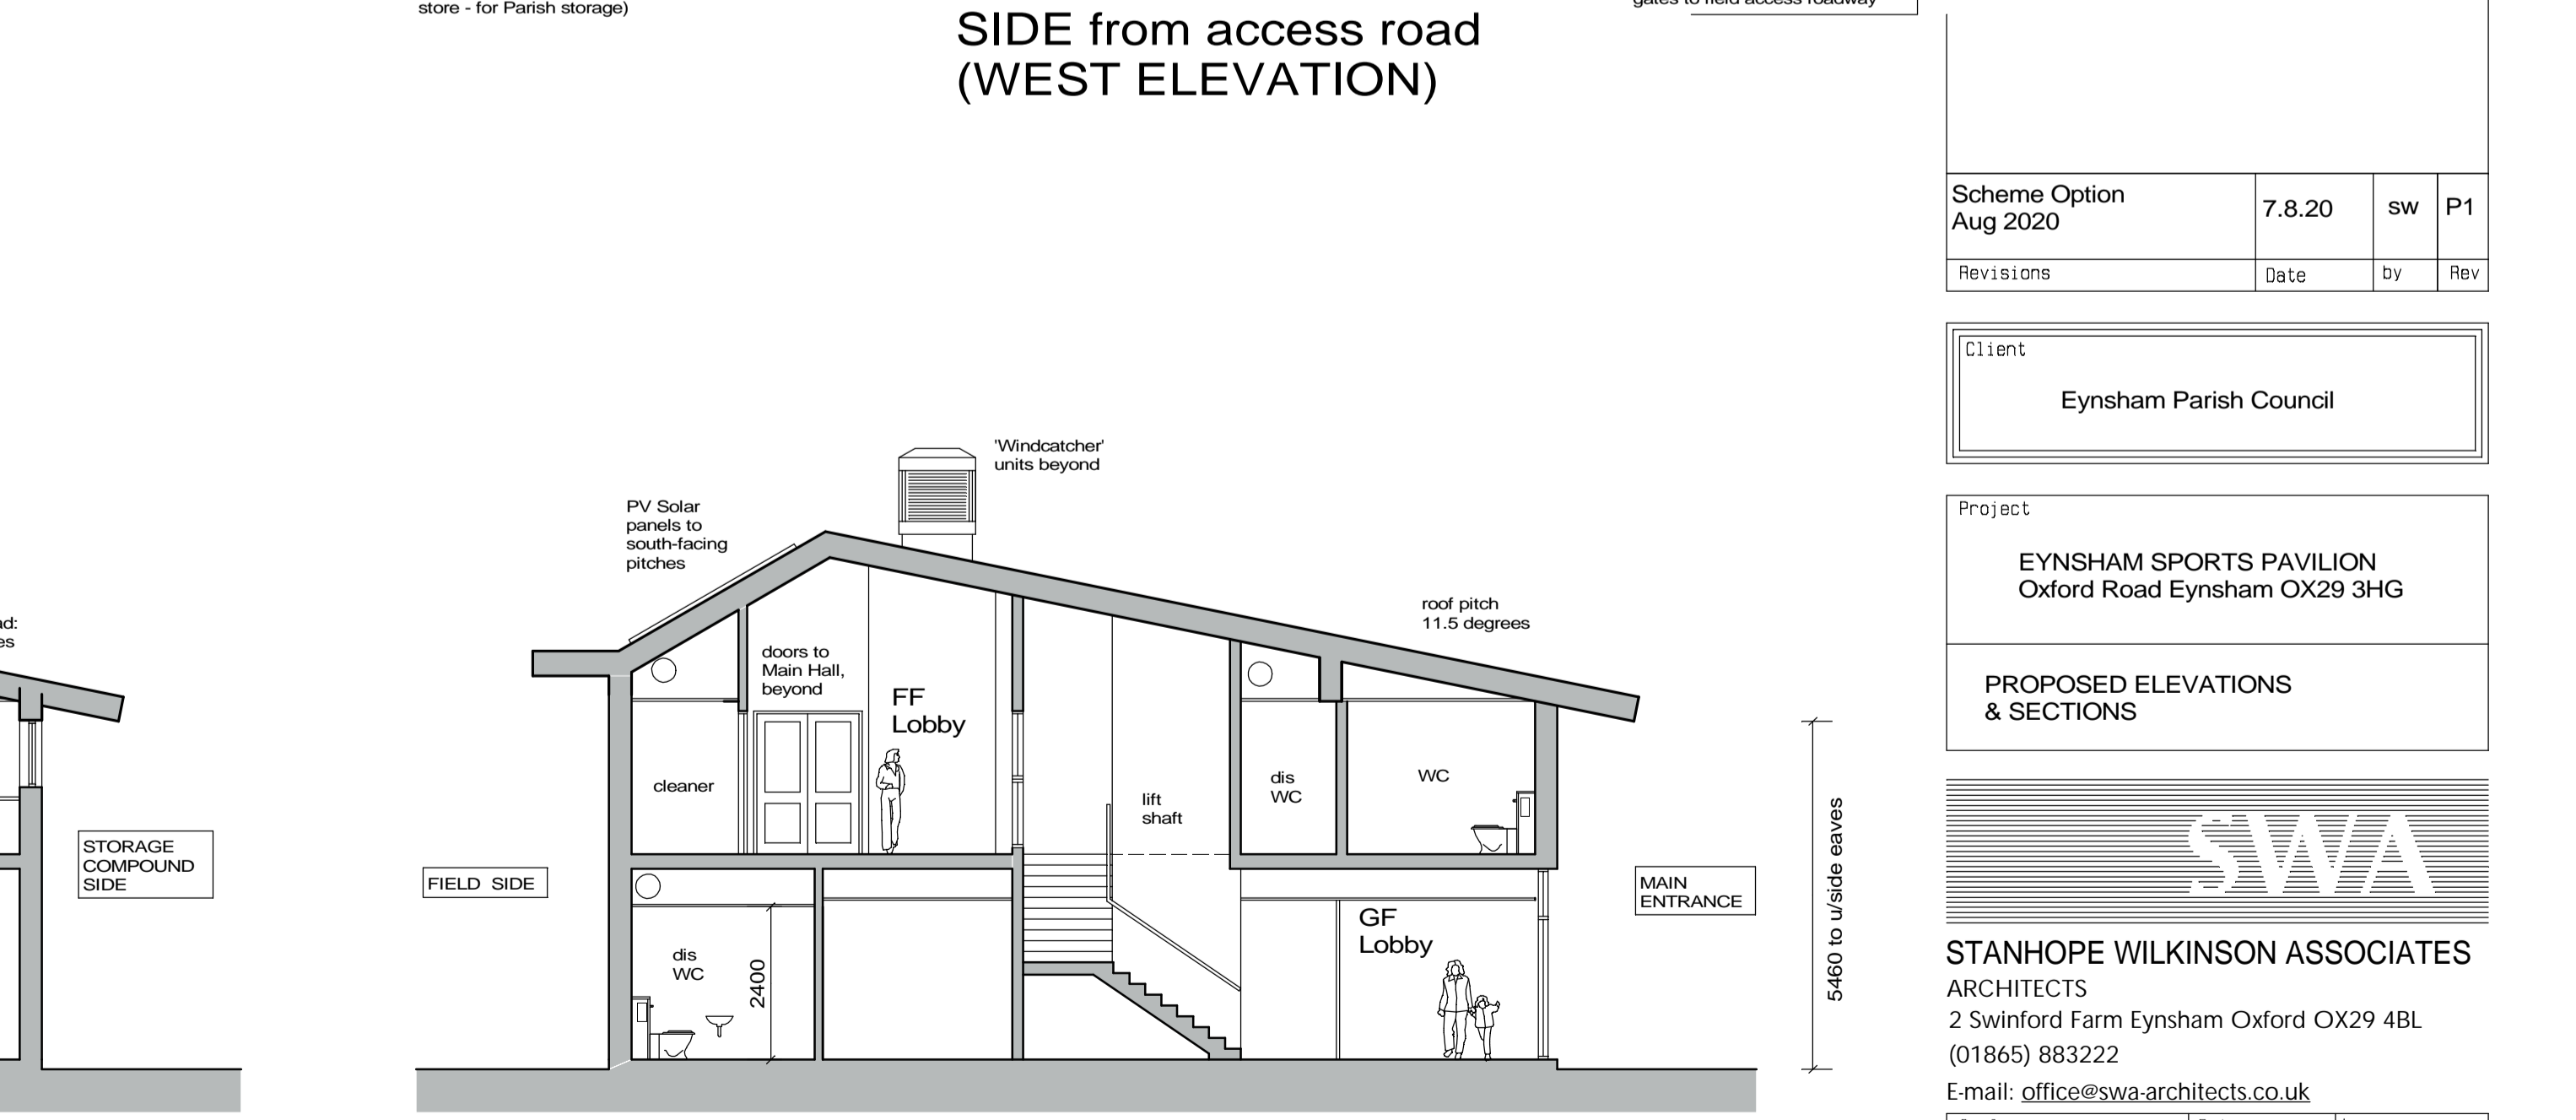 store - for Parish storage)
SIDE from access road
(WEST ELEVATION)
gates to field access roadway
Scheme Option
Aug 2020
7.8.20
sw
P1
Revisions
Date
by
Rev
Client
Eynsham Parish Council
Project
EYNSHAM SPORTS PAVILION
Oxford Road Eynsham OX29 3HG
PROPOSED ELEVATIONS
& SECTIONS
SWA
STANHOPE WILKINSON ASSOCIATES
ARCHITECTS
2 Swinford Farm Eynsham Oxford OX29 4BL
(01865) 883222
E-mail: office@swa-architects.co.uk
'Windcatcher'
units beyond
PV Solar
panels to
south-facing
pitches
roof pitch
11.5 degrees
doors to
Main Hall,
beyond
FF
Lobby
cleaner
lift
shaft
dis
WC
WC
STORAGE
COMPOUND
SIDE
FIELD SIDE
MAIN
ENTRANCE
GF
Lobby
dis
WC
2400
5460 to u/side eaves